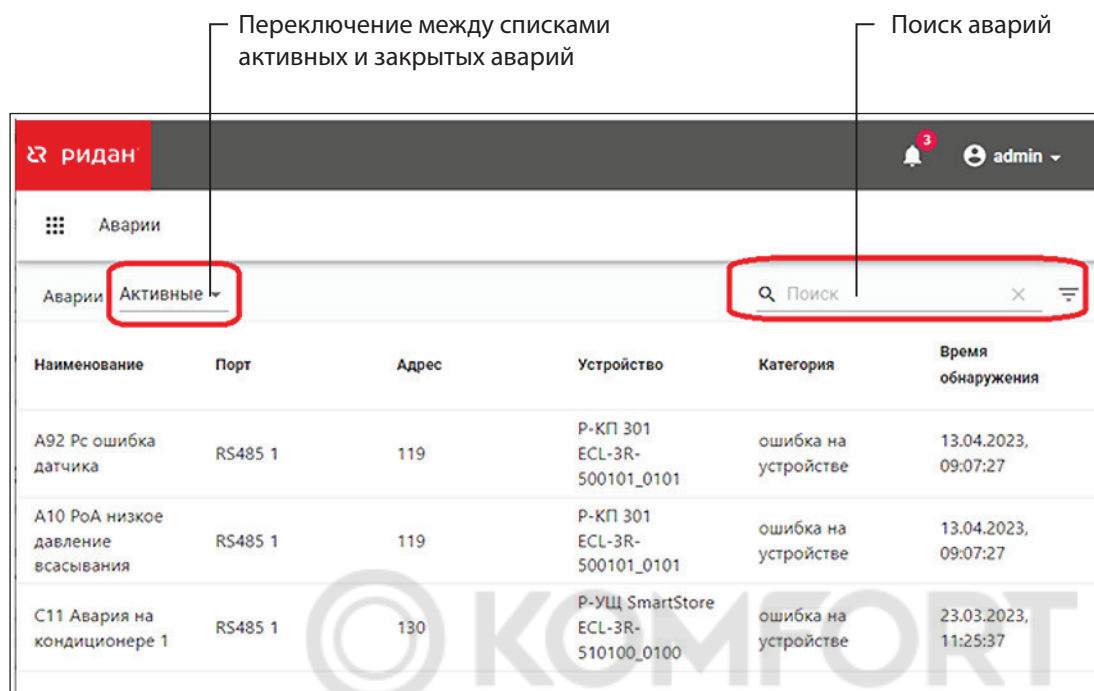 Переключение между списками
активных и закрытых аварий
Поиск аварий
ридан
3
admin
Аварии
Аварии Активные
Поиск
Наименование Порт Адрес Устройство Категория Время
обнаружения
A92 Pc ошибка
датчика
RS485 1
119
Р-КП 301
ECL-3R-
500101_0101
ошибка на
устройстве
13.04.2023,
09:07:27
A10 PoA низкое
давление
всасывания
RS485 1
119
Р-КП 301
ECL-3R-
500101_0101
ошибка на
устройстве
13.04.2023,
09:07:27
C11 Авария на
кондиционере 1
RS485 1
130
Р-УЩ SmartStore
ECL-3R-
510100_0100
ошибка на
устройстве
23.03.2023,
11:25:37
KOMFORT